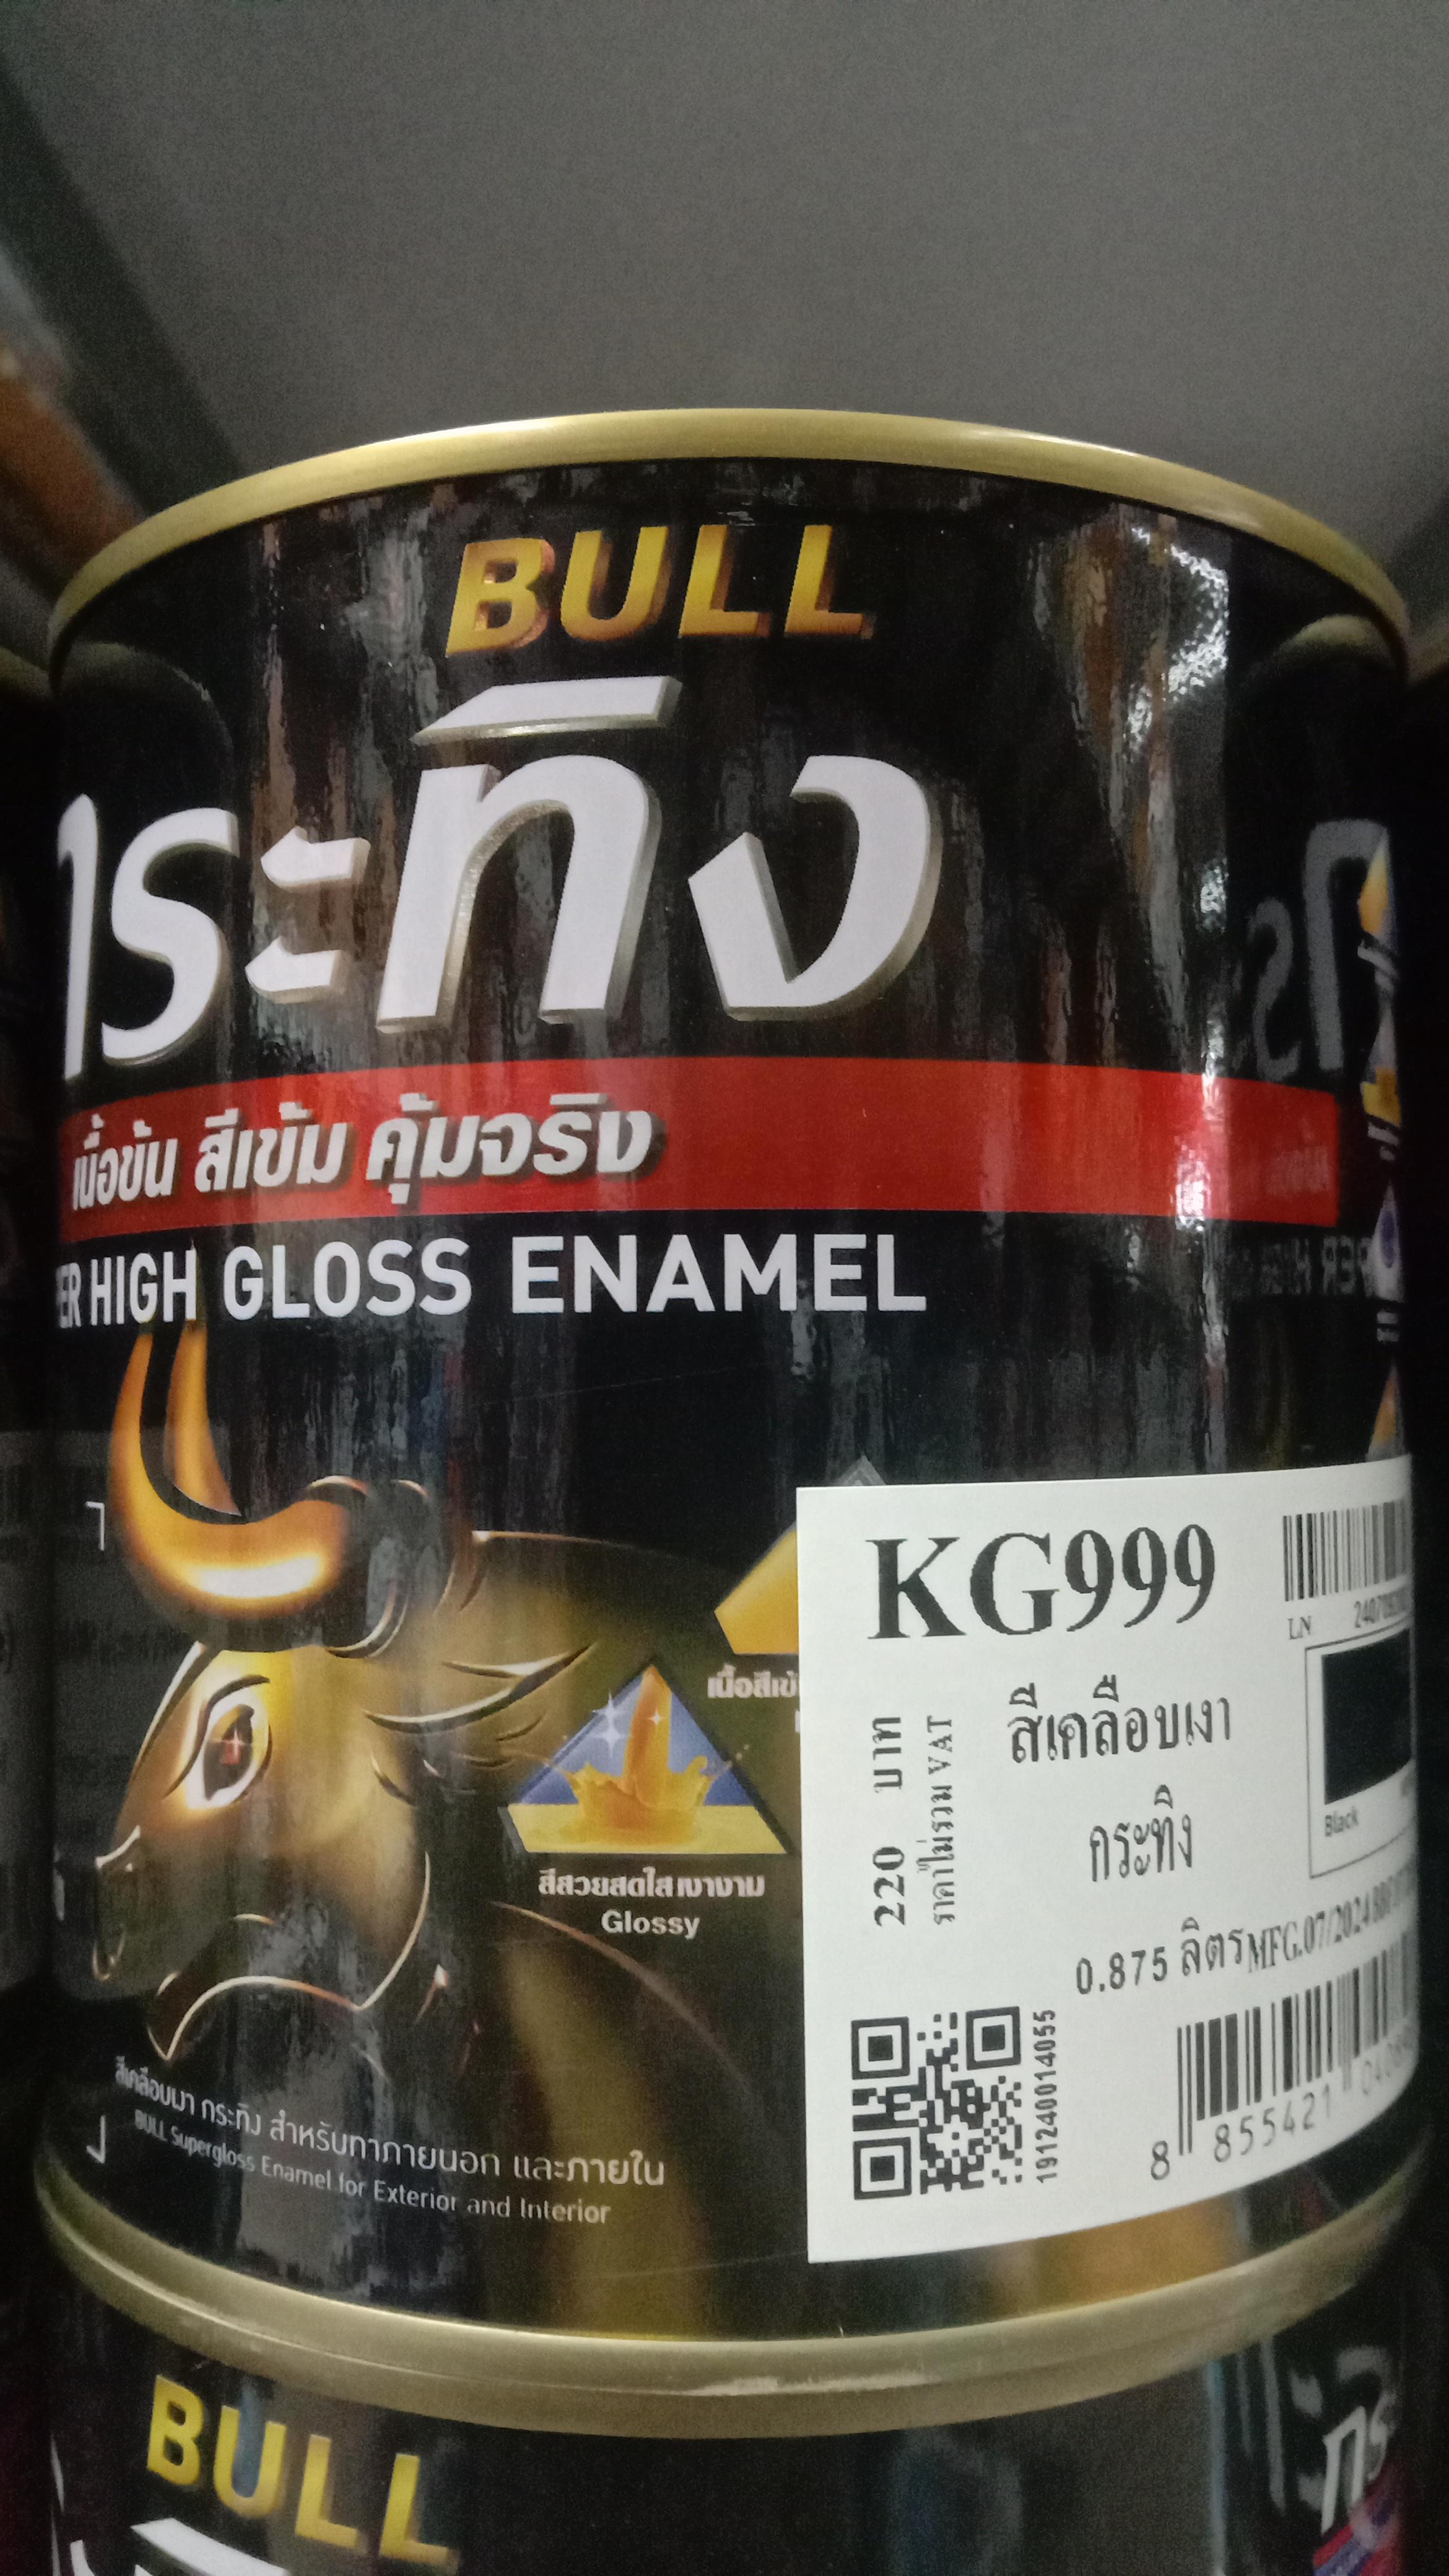 BULL
กระทิง
เนื้อข้น สีเข้ม คุ้มจริง
HIGH GLOSS ENAMEL
KG999
LN
สีเคลือบเงา
กระทิง
Black
220 บาท
ราคาไม่รวม VAT
0.875 ลิตร MFG.07/2024
191240014055
8 855421
สีสวยสดใส เงางาม
Glossy
สีเคลือบเงา กระทิง สำหรับทาภายนอก และภายใน
BULL Supergloss Enamel for Exterior and Interior
BULL